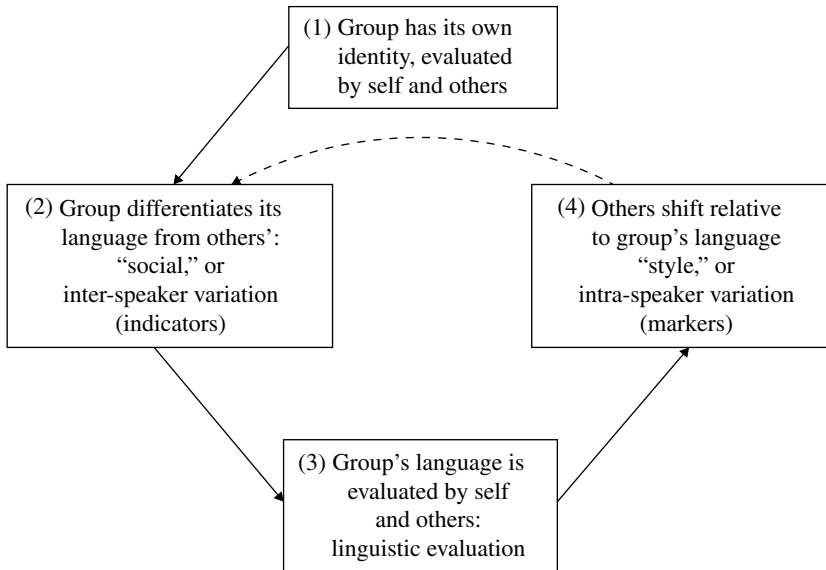 (1) Group has its own
identity, evaluated
by self and others
(2) Group differentiates its
language from others’:
“social,” or
inter-speaker variation
(indicators)
(4) Others shift relative
to group’s language
“style,” or
intra-speaker variation
(markers)
(3) Group’s language is
evaluated by self
and others:
linguistic evaluation